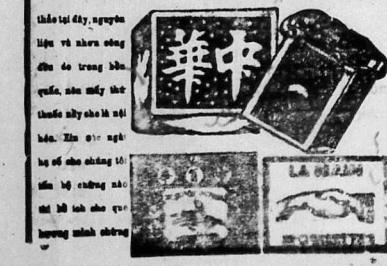 thảo tại đây, nguyên
liệu và nhơn công
đều do trong bổn
quốc, nên mấy thứ
thuốc nầy cho là nội
hóa. Xin các ngài
hạ cố cho chúng tôi
tấn bộ chừng nào
thì bổ ích cho quê
hương mình chừng
華中
LA